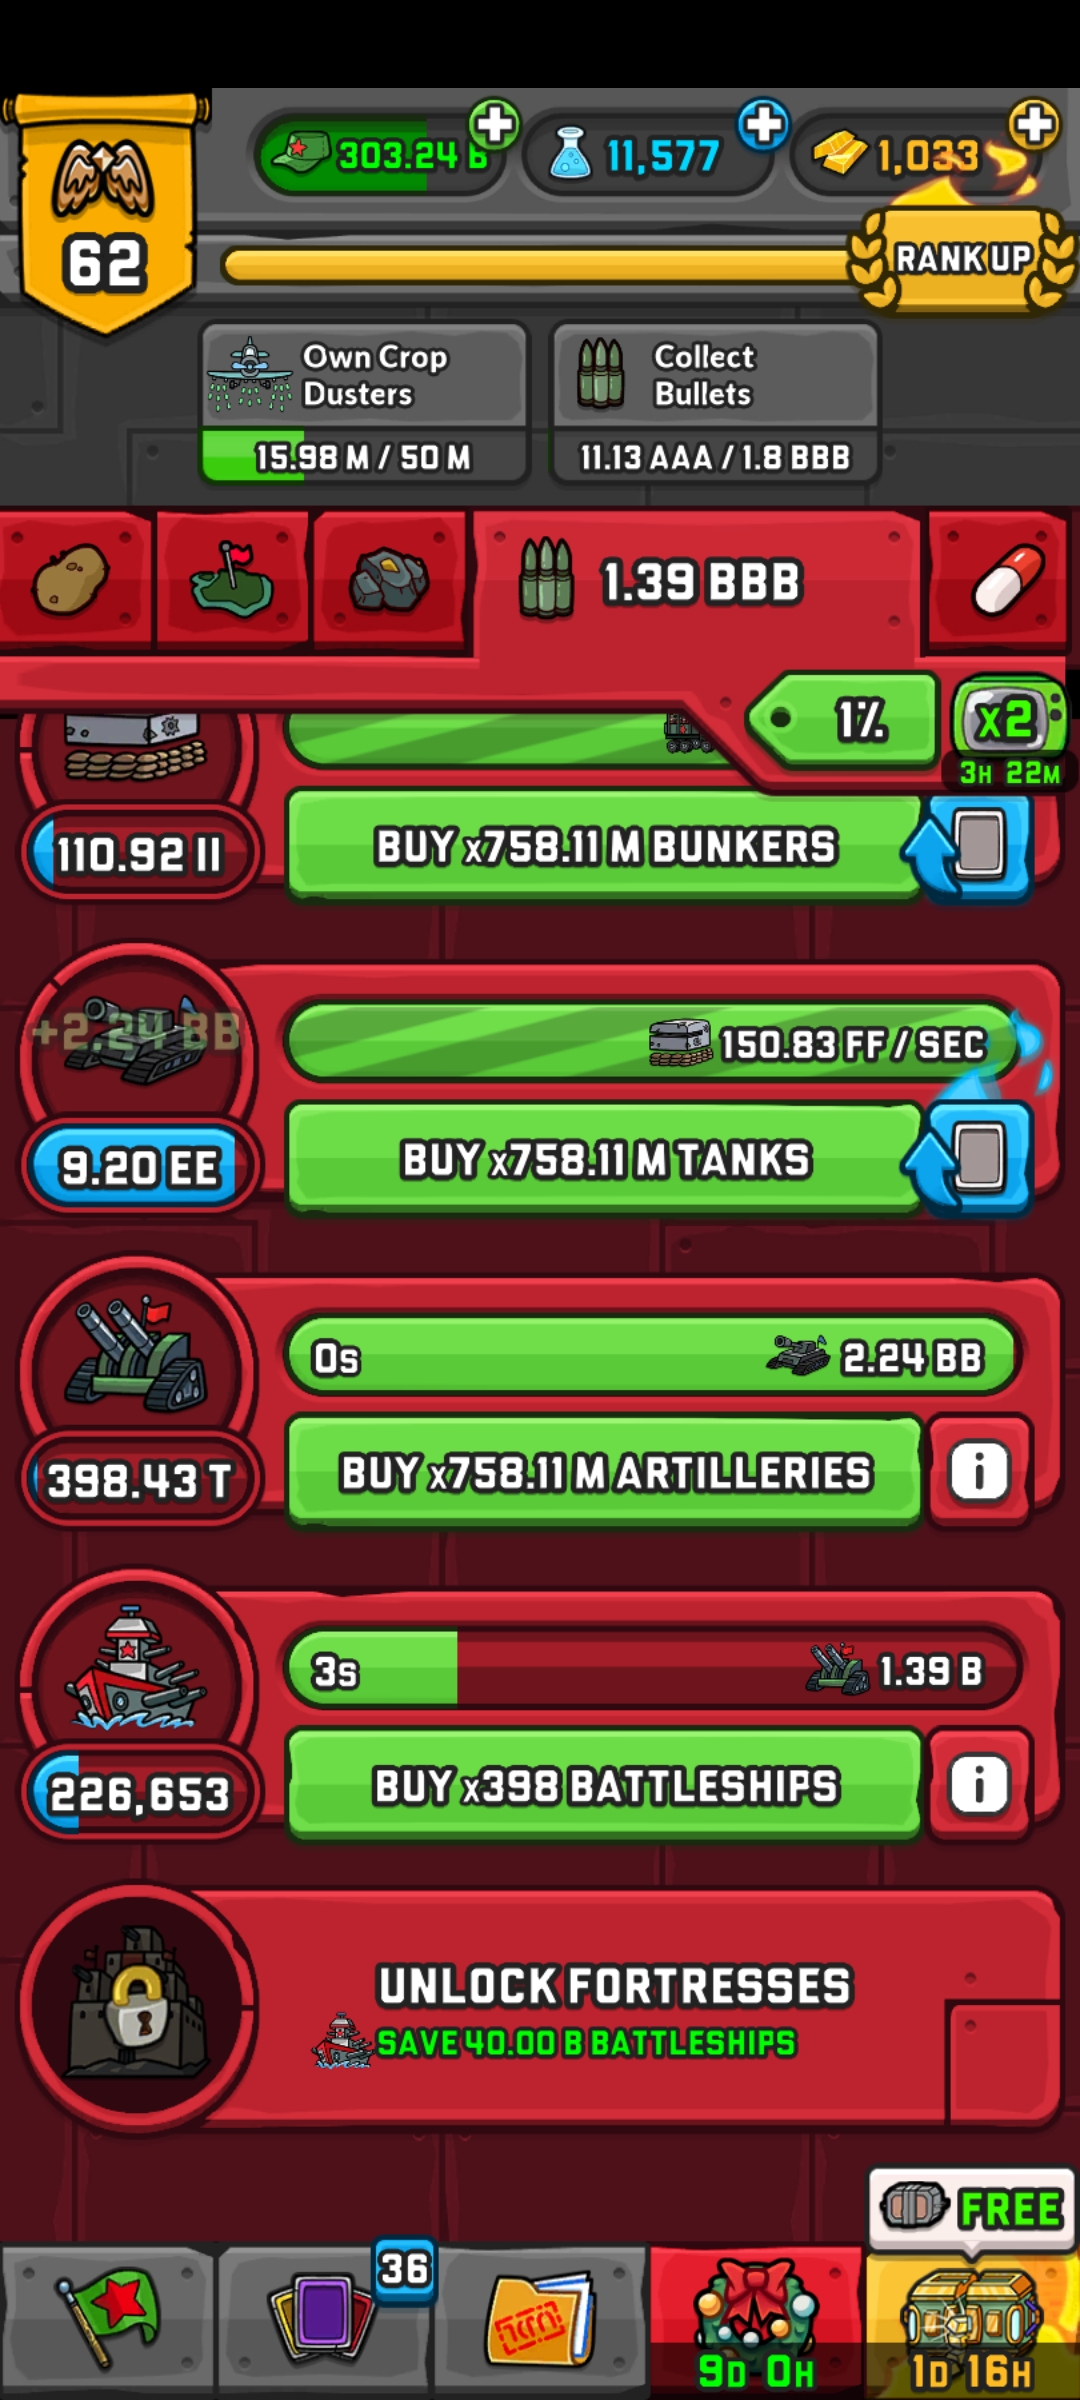 303.24 B
11,577
1,033
62
RANK UP
Own Crop
Dusters
15.98 M / 50 M
Collect
Bullets
11.13 AAA / 1.8 BBB
1.39 BBB
1%
x2
3H 22M
110.92 II
BUY x758.11 M BUNKERS
+2.24 BB
150.83 FF / SEC
9.20 EE
BUY x758.11 M TANKS
0s
2.24 BB
398.43 T
BUY x758.11 M ARTILLERIES
i
3s
1.39 B
226,653
BUY x398 BATTLESHIPS
i
UNLOCK FORTRESSES
SAVE 40.00 B BATTLESHIPS
FREE
36
9D 0H
1D 16H